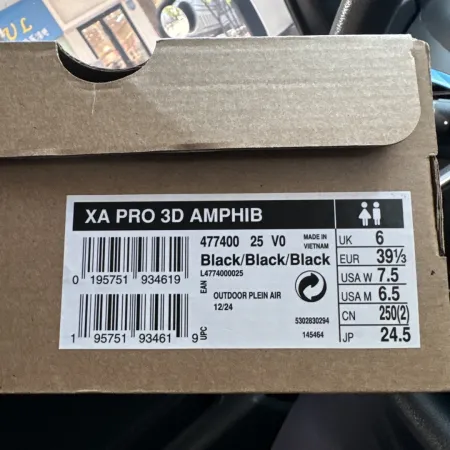 XA PRO 3D AMPHIB
477400 25 V0
MADE IN
VIETNAM
Black/Black/Black
L4774000025
0 195751 934619
EAN
OUTDOOR PLEIN AIR
12/24
5302830294
145464
1 95751 93461 9
UPC
UK 6
EUR 39⅓
USA W 7.5
USA M 6.5
CN 250(2)
JP 24.5